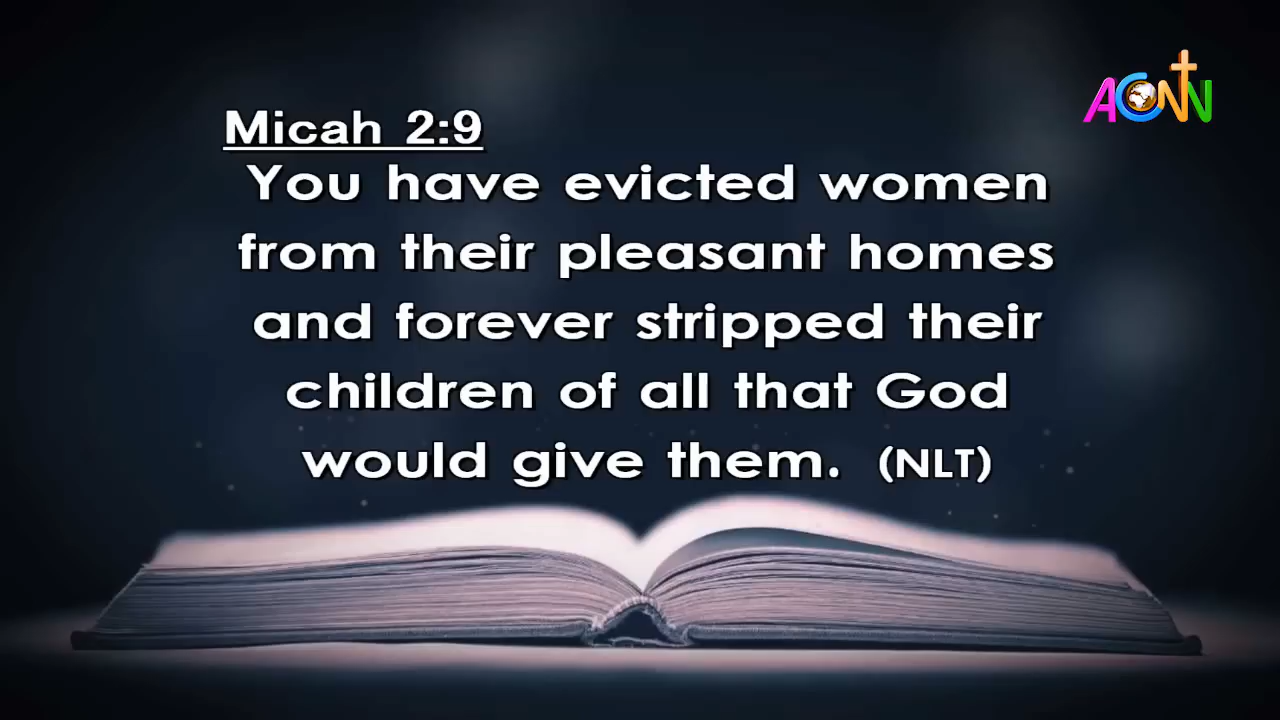 ACNN
Micah 2:9
You have evicted women
from their pleasant homes
and forever stripped their
children of all that God
would give them. (NLT)